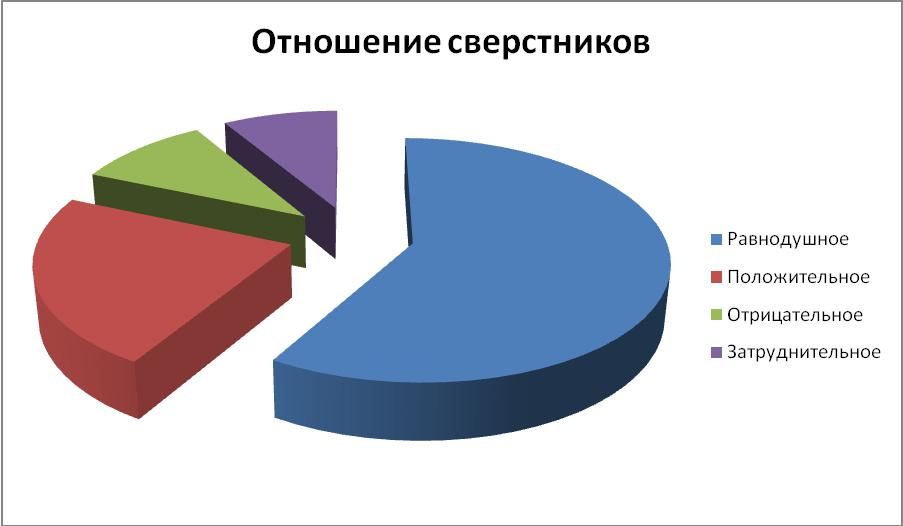 Отношение сверстников
Равнодушное
Положительное
Отрицательное
Затруднительное